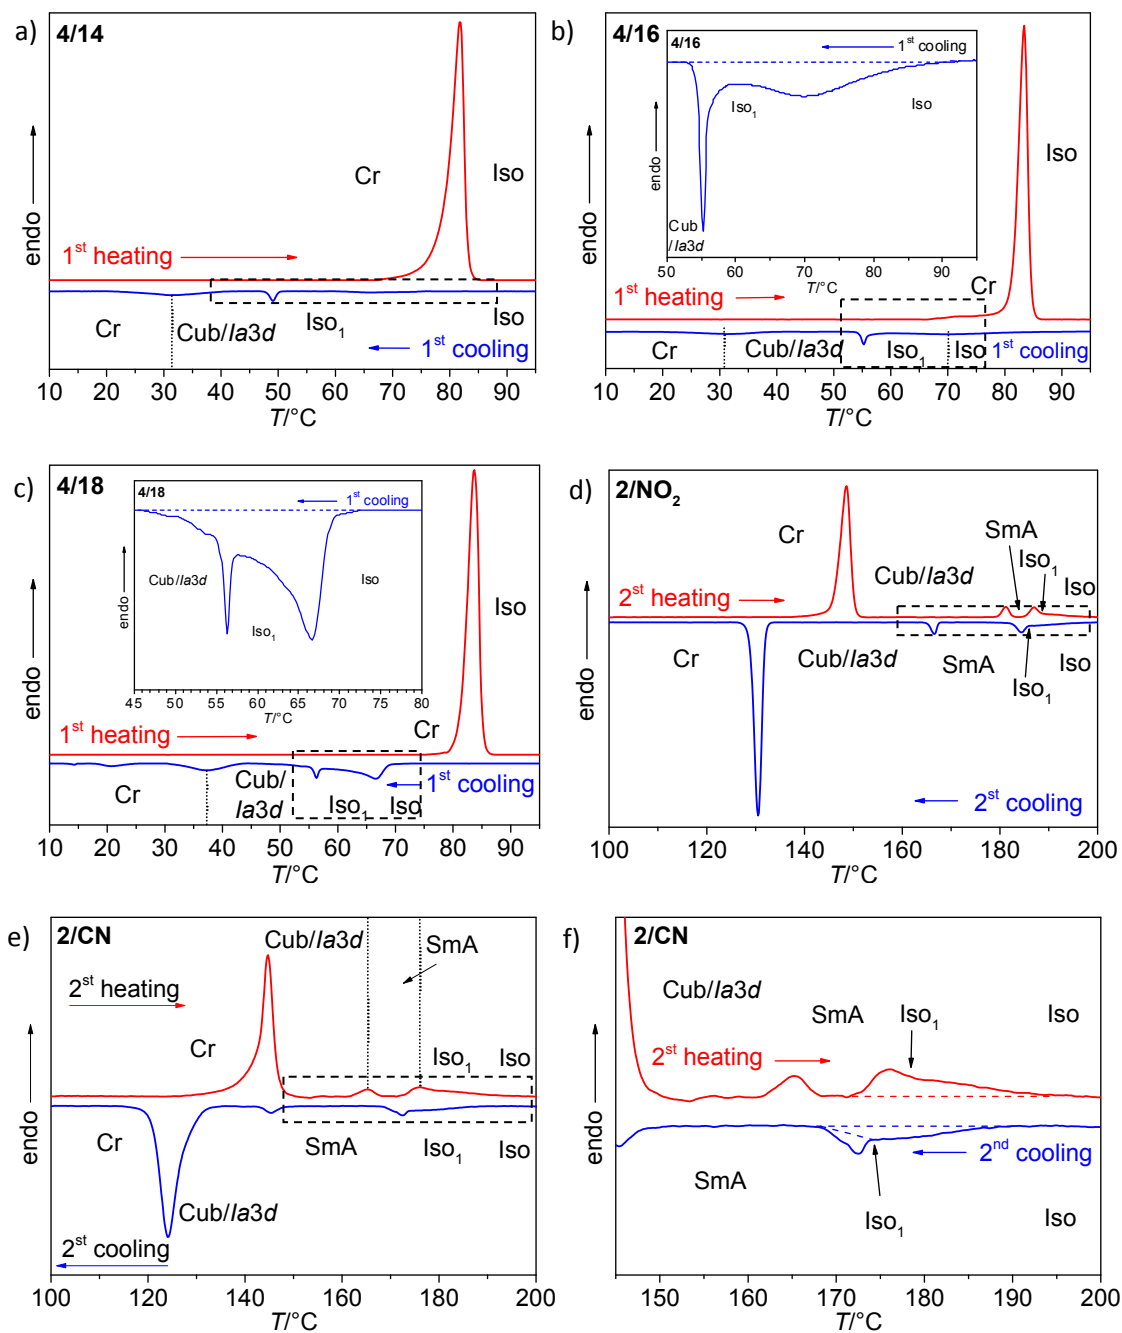 a)
4/14
endo
Cr
Iso
1st heating
Cr
Cub/Ia3d
Iso1
Iso
1st cooling
10 20 30 40 50 60 70 80 90
T/°C
b)
4/16
4/16
1st cooling
endo
Iso1
Iso
Cub
/Ia3d
50 60 70 80 90
T/°C
endo
Iso
1st heating
Cr
Cr
Cub/Ia3d
Iso1
Iso
1st cooling
10 20 30 40 50 60 70 80 90
T/°C
c)
4/18
4/18
1st cooling
endo
Cub/Ia3d
Iso1
Iso
45 50 55 60 65 70 75 80
T/°C
endo
Iso
1st heating
Cr
Cr
Cub/
Ia3d
Iso1
Iso
1st cooling
10 20 30 40 50 60 70 80 90
T/°C
d)
2/NO2
endo
Cr
SmA
Iso1
Cub/Ia3d
Iso
2st heating
Cr
Cub/Ia3d
SmA
Iso1
Iso
2st cooling
100 120 140 160 180 200
T/°C
e)
2/CN
Cub/Ia3d
SmA
2st heating
endo
Cr
Iso1
Iso
Cr
SmA
Iso1
Iso
Cub/Ia3d
2st cooling
100 120 140 160 180 200
T/°C
f)
2/CN
Cub/Ia3d
SmA
Iso1
Iso
2st heating
endo
2nd cooling
SmA
Iso1
Iso
150 160 170 180 190 200
T/°C